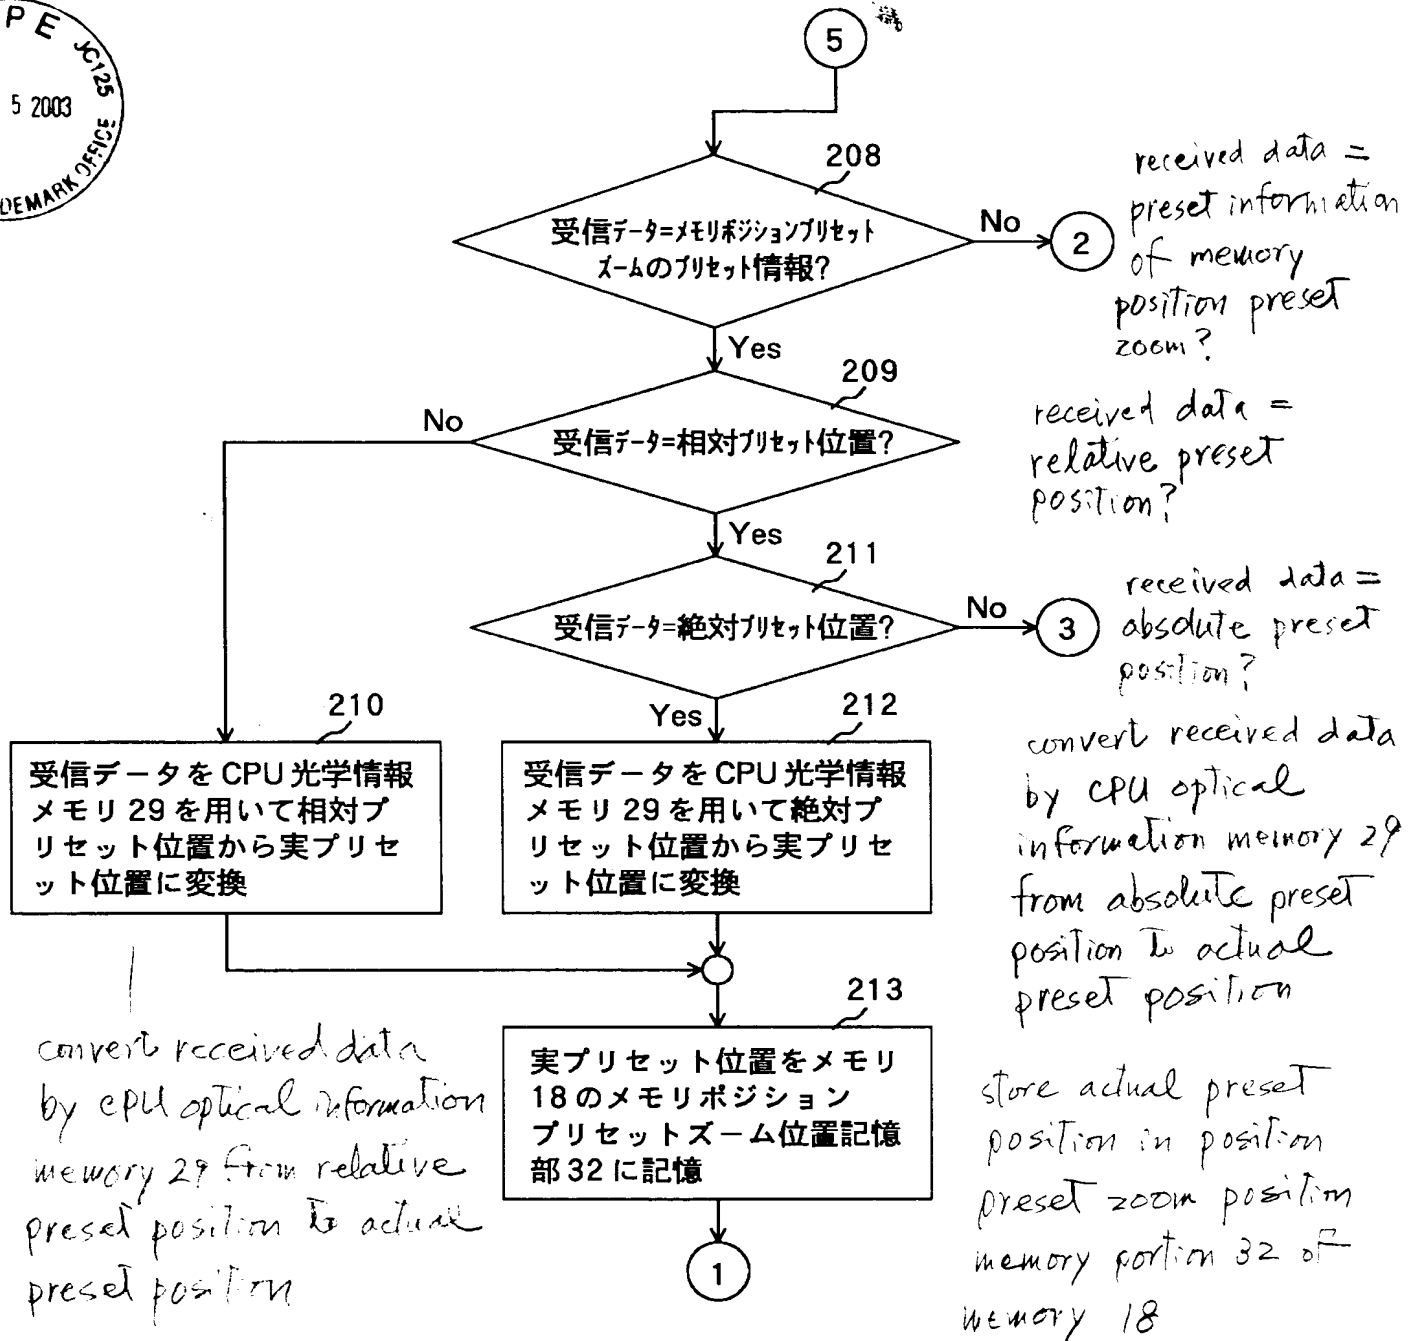 P E
JC125
5 2003
DEMARK OFFICE
5
208
受信データ=メモリポジションプリセット
ズームのプリセット情報?
No
2
received data =
preset information
of memory
position preset
zoom?
Yes
209
No
受信データ=相対プリセット位置?
received data =
relative preset
position?
Yes
211
受信データ=絶対プリセット位置?
No
3
received data =
absolute preset
position?
210
受信データをCPU光学情報
メモリ29を用いて相対プ
リセット位置から実プリセ
ット位置に変換
Yes
212
受信データをCPU光学情報
メモリ29を用いて絶対プ
リセット位置から実プリセ
ット位置に変換
convert received data
by CPU optical
information memory 29
from absolute preset
position to actual
preset position
convert received data
by CPU optical information
memory 29 from relative
preset position to actual
preset position
213
実プリセット位置をメモリ
18のメモリポジション
プリセットズーム位置記憶
部32に記憶
store actual preset
position in position
preset zoom position
memory portion 32 of
memory 18
1